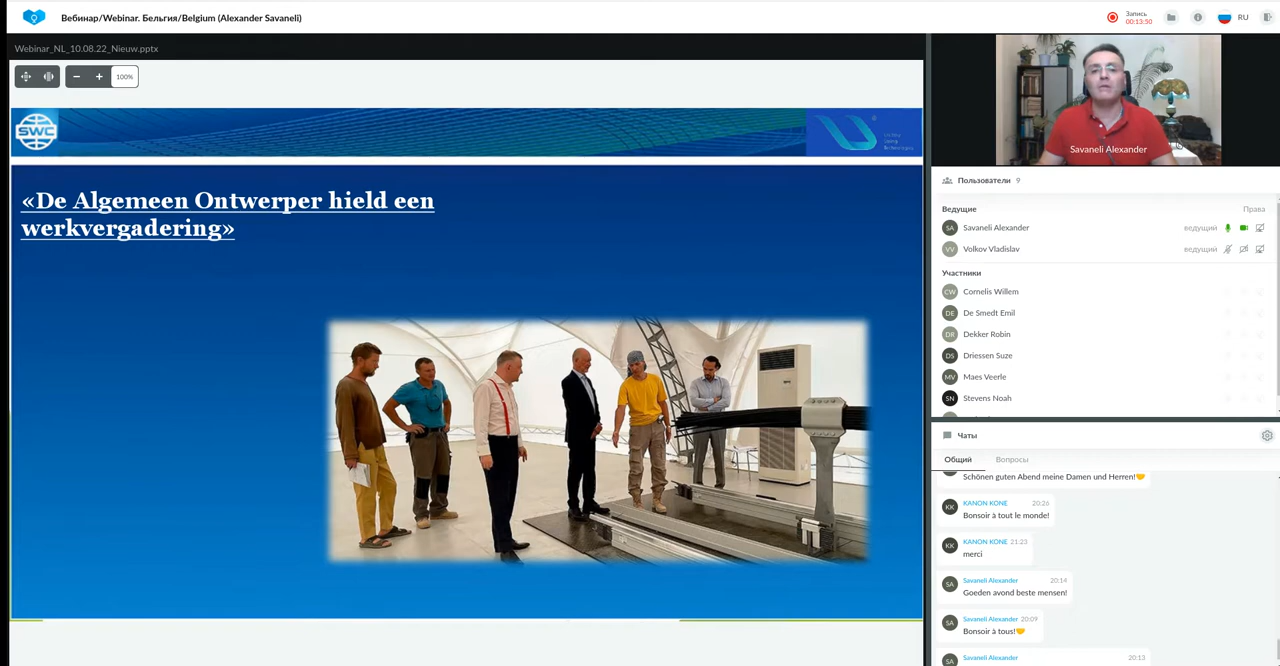 Вебинар/Webinar. Бельгия/Belgium (Alexander Savaneli)
Запись
00:13:50
RU
Webinar_NL_10.08.22_Nieuw.pptx
100%
SWC
«De Algemeen Ontwerper hield een
werkvergadering»
Savaneli Alexander
Пользователи 9
Ведущие Права
SA Savaneli Alexander ведущий
VV Volkov Vladislav ведущий
Участники
CW Cornelis Willem
DE De Smedt Emil
DR Dekker Robin
DS Driessen Suze
MV Maes Veerle
SN Stevens Noah
Чаты
Общий Вопросы
Schönen guten Abend meine Damen und Herren!🤝
KK KANON KONE 20:26
Bonsoir à tout le monde!
KK KANON KONE 21:23
merci
SA Savaneli Alexander 20:14
Goeden avond beste mensen!
SA Savaneli Alexander 20:09
Bonsoir à tous!🤝
SA Savaneli Alexander 20:13